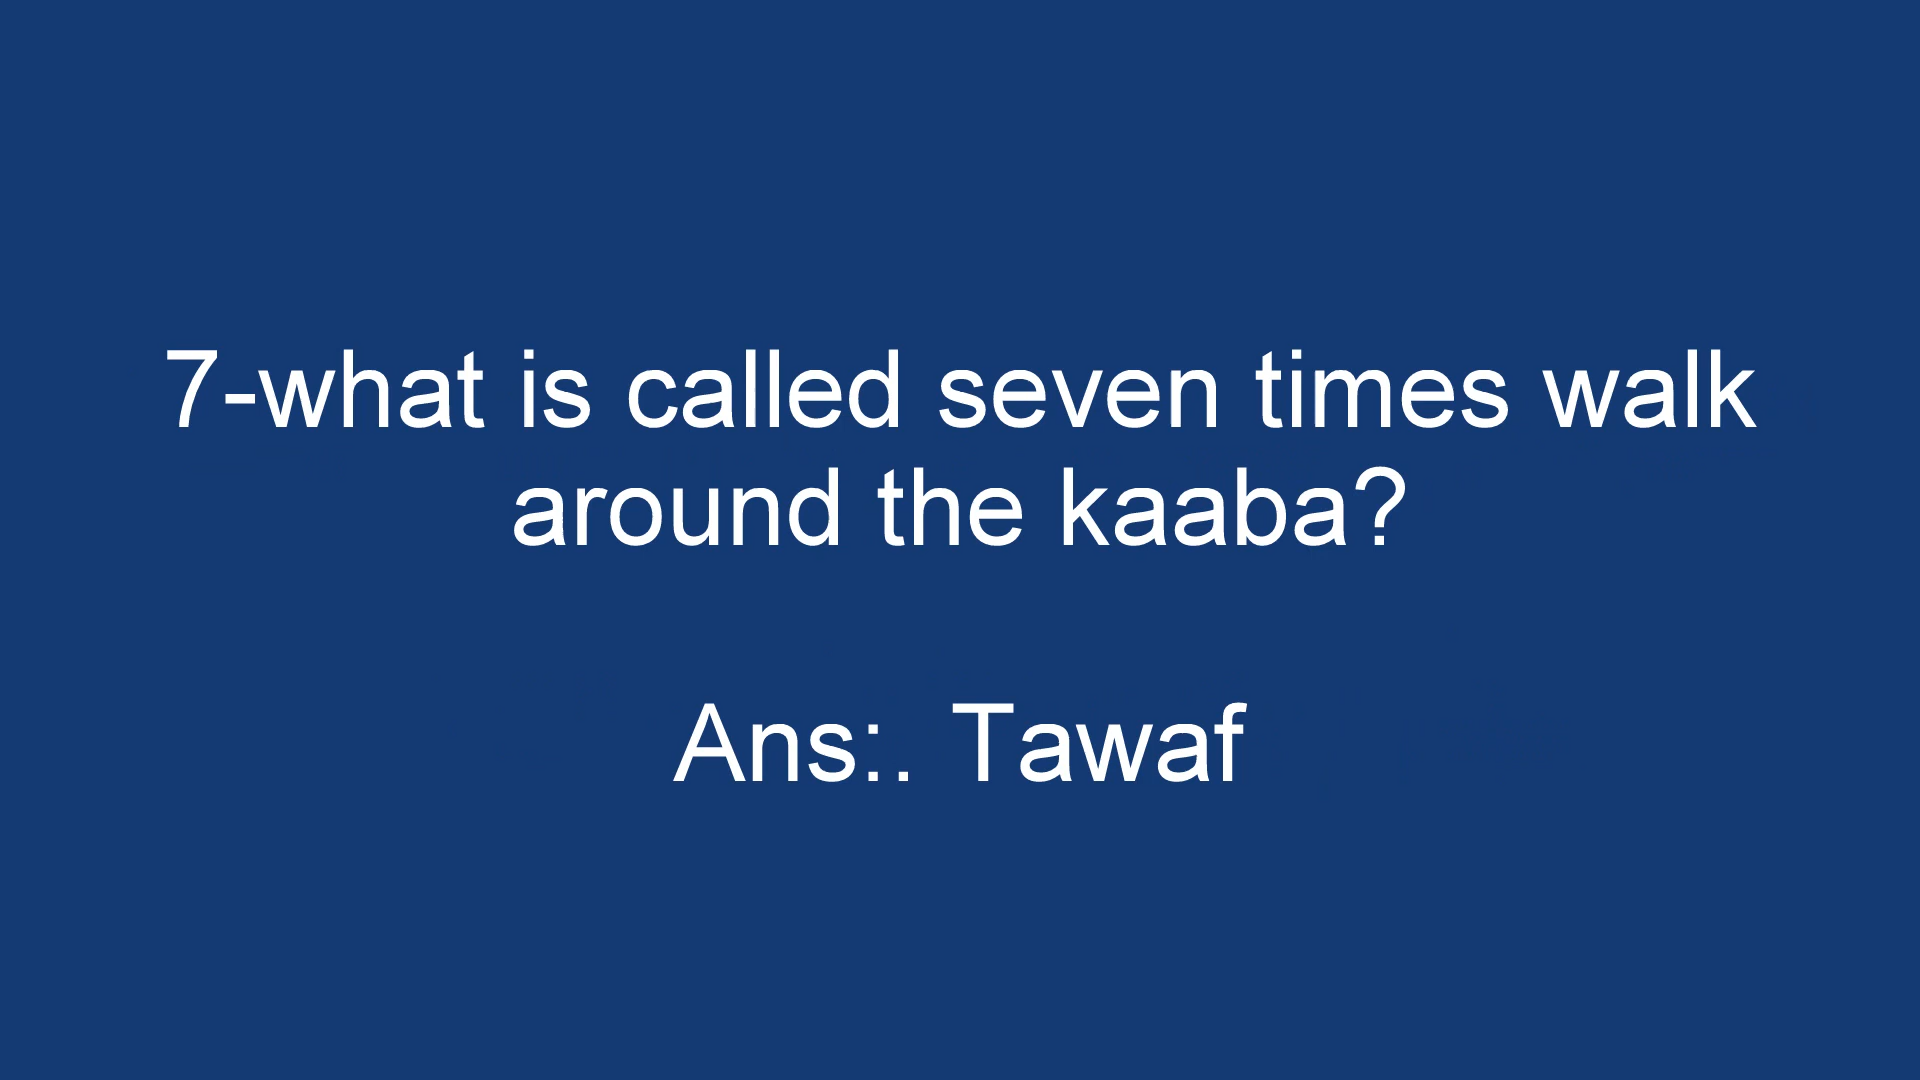 7-what is called seven times walk
around the kaaba?
Ans:. Tawaf